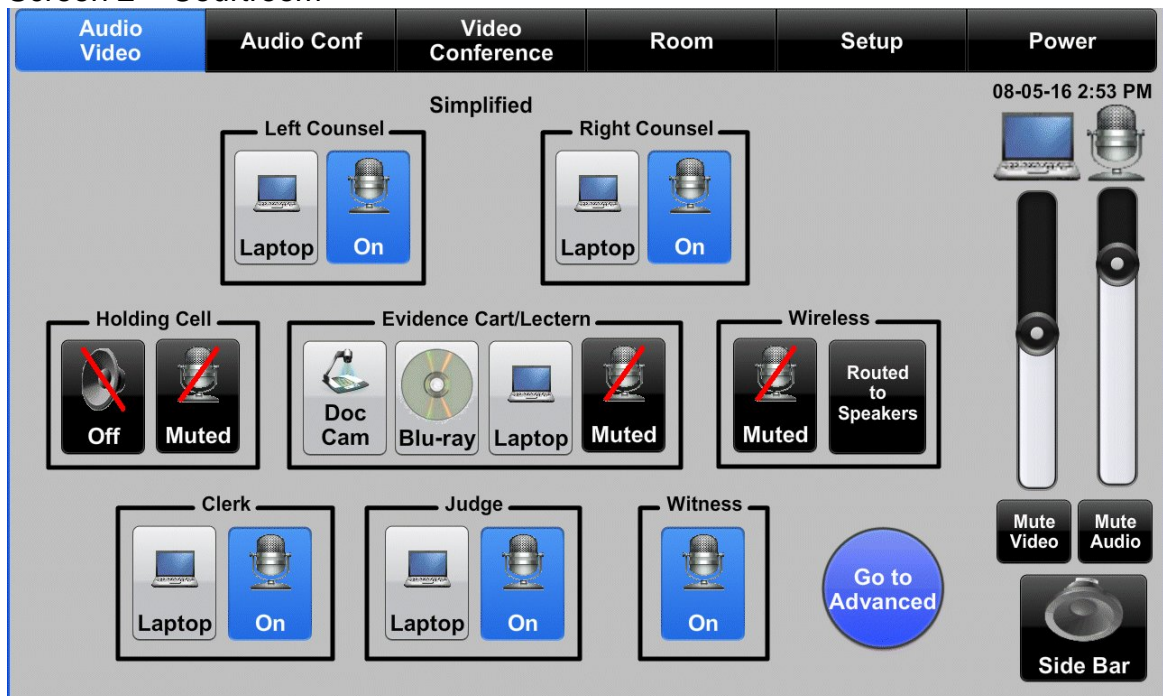 Audio
Video
Audio Conf
Video
Conference
Room
Setup
Power
08-05-16 2:53 PM
Simplified
Left Counsel
Laptop
On
Right Counsel
Laptop
On
Holding Cell
Off
Muted
Evidence Cart/Lectern
Doc
Cam
Blu-ray
Laptop
Muted
Wireless
Muted
Routed
to
Speakers
Clerk
Laptop
On
Judge
Laptop
On
Witness
On
Go to
Advanced
Mute
Video
Mute
Audio
Side Bar